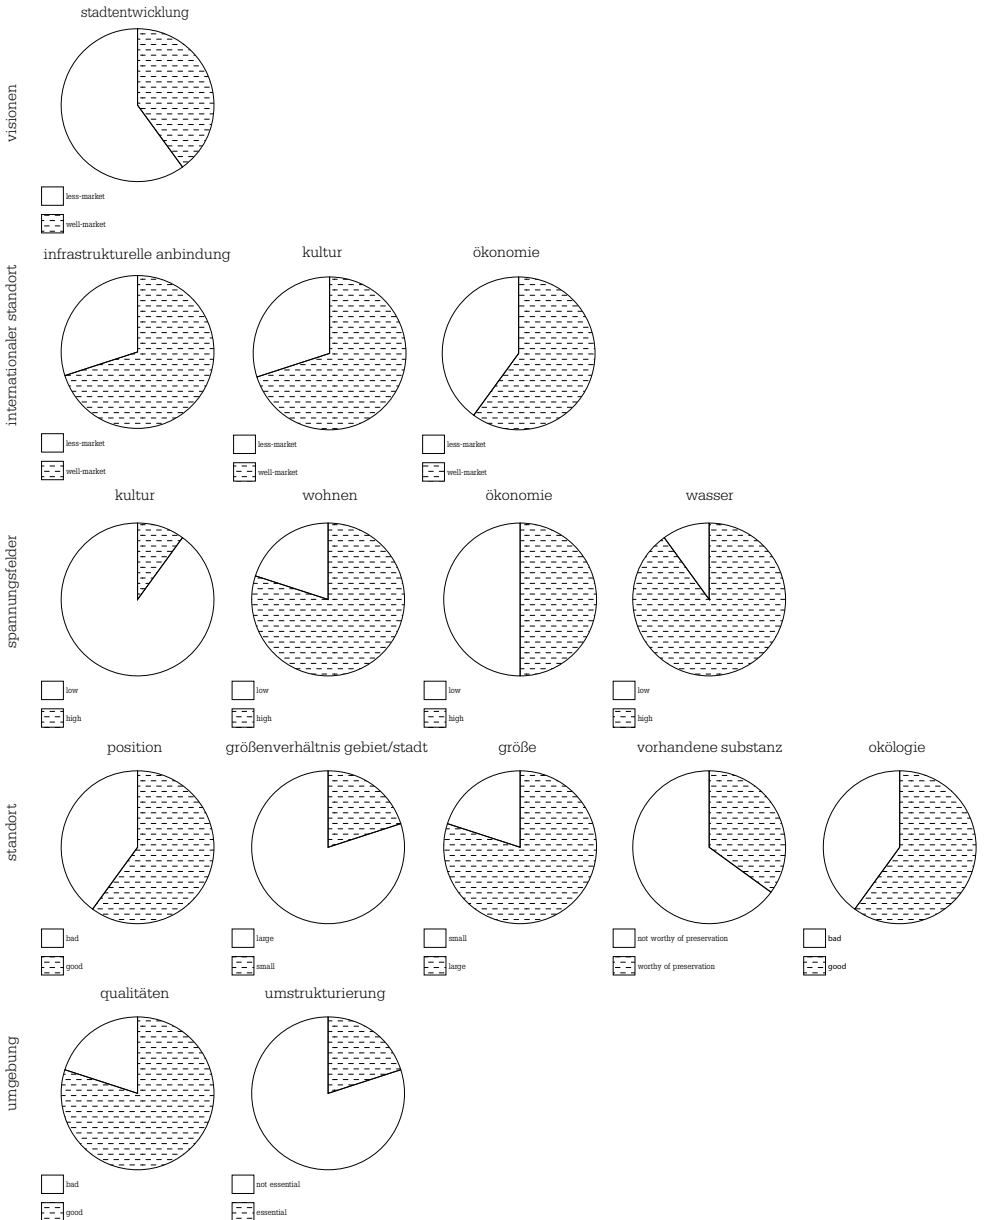 stadtentwicklung
visionen
less-market
well-market
infrastrukturelle anbindung
kultur
ökonomie
internationaler standort
less-market
less-market
less-market
well-market
well-market
well-market
kultur
wohnen
ökonomie
wasser
spannungsfelder
low
low
low
low
high
high
high
high
position
größenverhältnis gebiet/stadt
größe
vorhandene substanz
okölogie
standort
bad
large
small
not worthy of preservation
bad
good
small
large
worthy of preservation
good
qualitäten
umstrukturierung
umgebung
bad
not essential
good
essential